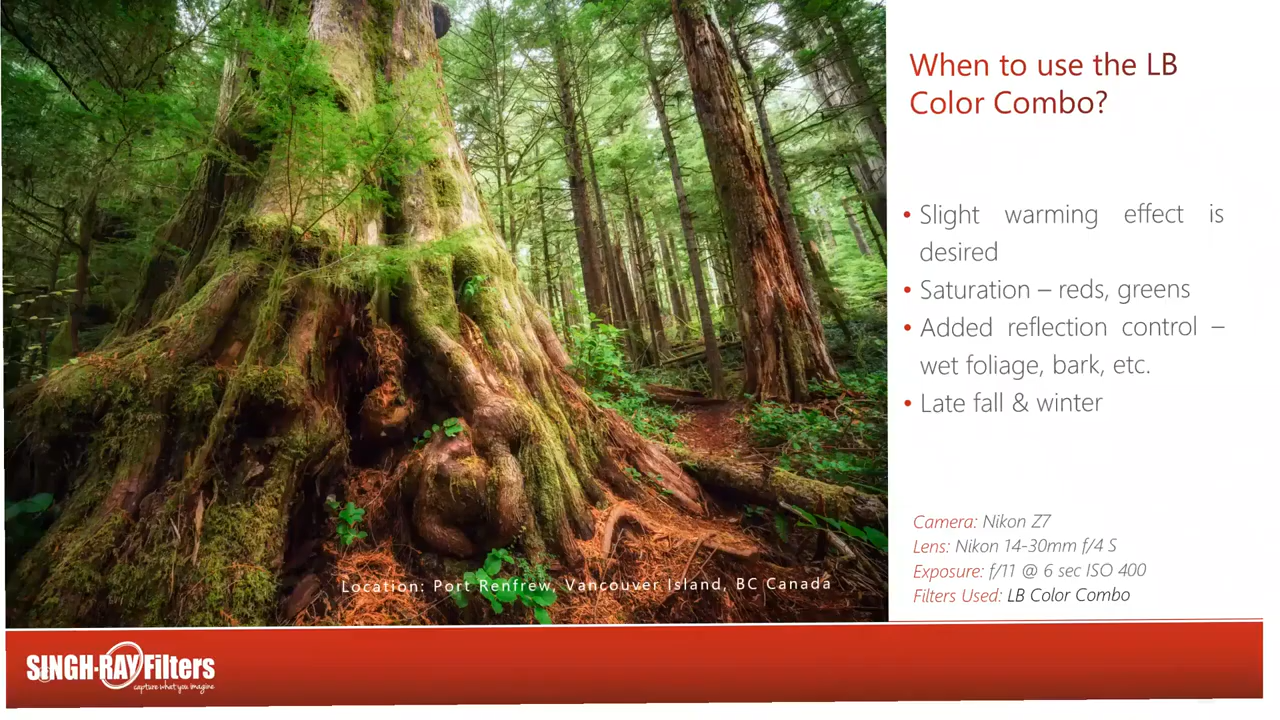 When to use the LB
Color Combo?
• Slight warming effect is
desired
• Saturation – reds, greens
• Added reflection control –
wet foliage, bark, etc.
• Late fall & winter
Camera: Nikon Z7
Lens: Nikon 14-30mm f/4 S
Exposure: f/11 @ 6 sec ISO 400
Filters Used: LB Color Combo
Location: Port Renfrew, Vancouver Island, BC Canada
SINGH-RAY Filters
capture what you imagine